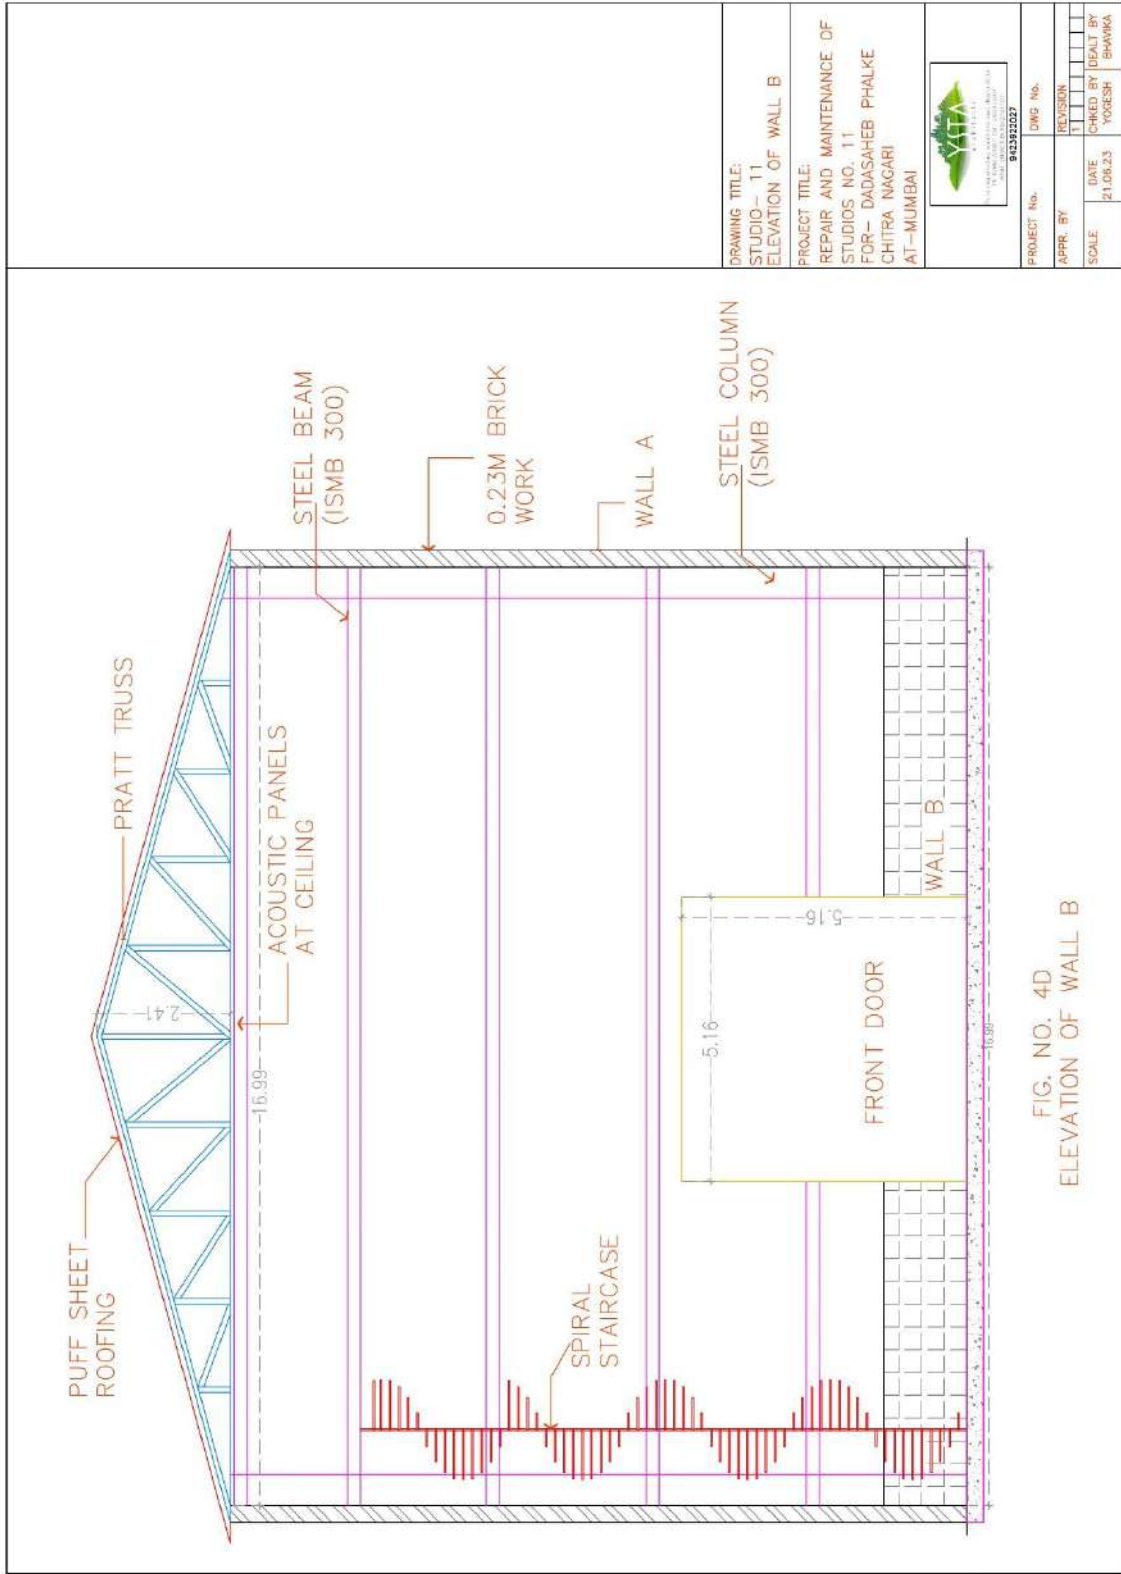 PUFF SHEET
ROOFING
PRATT TRUSS
2.41
16.99
ACOUSTIC PANELS
AT CEILING
STEEL BEAM
(ISMB 300)
0.23M BRICK
WORK
WALL A
STEEL COLUMN
(ISMB 300)
SPIRAL
STAIRCASE
5.16
5.16
FRONT DOOR
WALL B
16.99
FIG. NO. 4D
ELEVATION OF WALL B
DRAWING TITLE:
STUDIO- 11
ELEVATION OF WALL B
PROJECT TITLE:
REPAIR AND MAINTENANCE OF
STUDIOS NO. 11
FOR- DADASAHEB PHALKE
CHITRA NAGARI
AT-MUMBAI
9423922027
PROJECT No.
DWG No.
APPR. BY
REVISION
1
SCALE
DATE
21.06.23
CHKED BY
YOGESH
DEALT BY
BHAVIKA